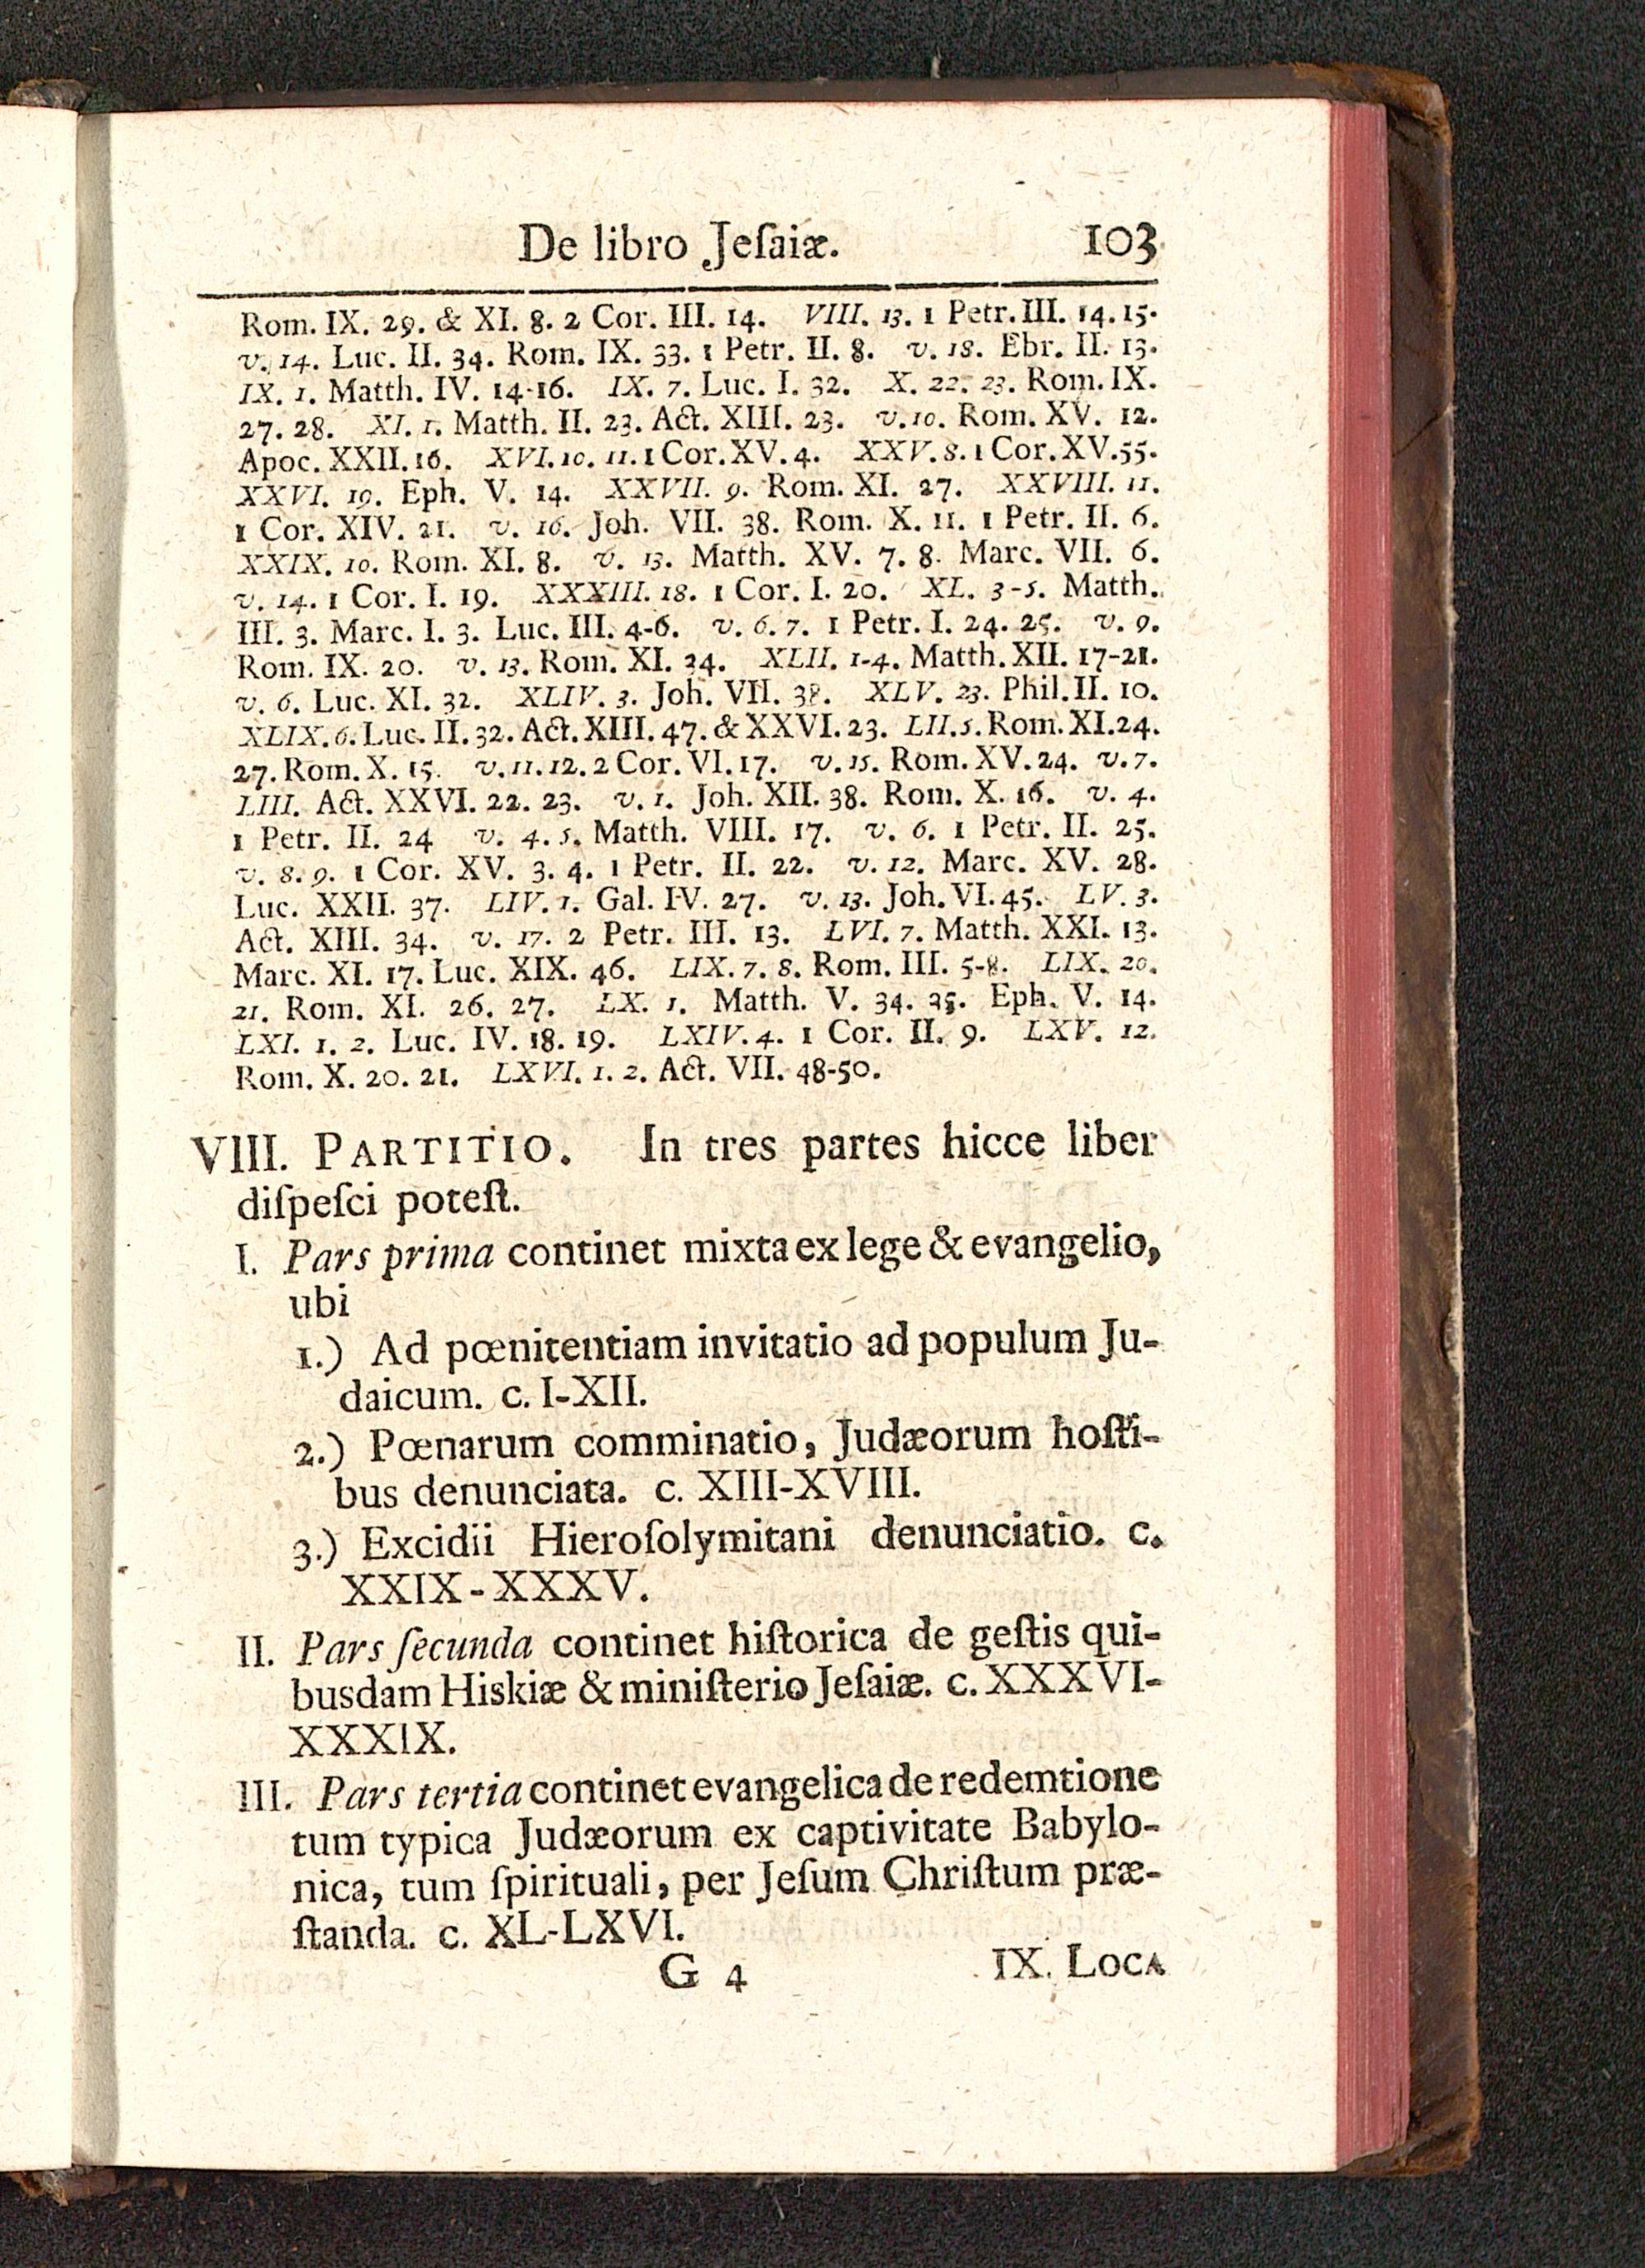 De libro Jeſaiæ. 103
Rom. IX. 29. & XI. 8. 2 Cor. III. 14. VIII. 13. 1 Petr. III. 14. 15.
v. 14. Luc. II. 34. Rom. IX. 33. 1 Petr. II. 8. v. 18. Ebr. II. 13.
IX. 1. Matth. IV. 14-16. IX. 7. Luc. I. 32. X. 22. 23. Rom. IX.
27. 28. XI. 1. Matth. II. 23. Act. XIII. 23. v. 10. Rom. XV. 12.
Apoc. XXII. 16. XVI. 10. 11. 1 Cor. XV. 4. XXV. 8. 1 Cor. XV. 55.
XXVI. 19. Eph. V. 14. XXVII. 9. Rom. XI. 27. XXVIII. 11.
1 Cor. XIV. 21. v. 16. Joh. VII. 38. Rom. X. 11. 1 Petr. II. 6.
XXIX. 10. Rom. XI. 8. v. 13. Matth. XV. 7. 8. Marc. VII. 6.
v. 14. 1 Cor. I. 19. XXXIII. 18. 1 Cor. I. 20. XL. 3-5. Matth.
III. 3. Marc. I. 3. Luc. III. 4-6. v. 6. 7. 1 Petr. I. 24. 25. v. 9.
Rom. IX. 20. v. 13. Rom. XI. 34. XLII. 1-4. Matth. XII. 17-21.
v. 6. Luc. XI. 32. XLIV. 3. Joh. VII. 38. XLV. 23. Phil. II. 10.
XLIX. 6. Luc. II. 32. Act. XIII. 47. & XXVI. 23. LII. 5. Rom. XI. 24.
27. Rom. X. 15. v. 11. 12. 2 Cor. VI. 17. v. 15. Rom. XV. 24. v. 7.
LIII. Act. XXVI. 22. 23. v. 1. Joh. XII. 38. Rom. X. 16. v. 4.
1 Petr. II. 24 v. 4. 5. Matth. VIII. 17. v. 6. 1 Petr. II. 25.
v. 8. 9. 1 Cor. XV. 3. 4. 1 Petr. II. 22. v. 12. Marc. XV. 28.
Luc. XXII. 37. LIV. 1. Gal. IV. 27. v. 13. Joh. VI. 45. LV. 3.
Act. XIII. 34. v. 17. 2 Petr. III. 13. LVI. 7. Matth. XXI. 13.
Marc. XI. 17. Luc. XIX. 46. LIX. 7. 8. Rom. III. 5-8. LIX. 20.
21. Rom. XI. 26. 27. LX. 1. Matth. V. 34. 35. Eph. V. 14.
LXI. 1. 2. Luc. IV. 18. 19. LXIV. 4. 1 Cor. II. 9. LXV. 12.
Rom. X. 20. 21. LXVI. 1. 2. Act. VII. 48-50.
VIII. PARTITIO. In tres partes hicce liber
diſpeſci poteſt.
I. Pars prima continet mixta ex lege & evangelio,
ubi
1.) Ad pœnitentiam invitatio ad populum Ju-
daicum. c. I-XII.
2.) Pœnarum comminatio, Judæorum hoſti-
bus denunciata. c. XIII-XVIII.
3.) Excidii Hieroſolymitani denunciatio. c.
XXIX-XXXV.
II. Pars ſecunda continet hiſtorica de geſtis qui-
busdam Hiskiæ & miniſterio Jeſaiæ. c. XXXVI-
XXXIX.
III. Pars tertia continet evangelica de redemtione
tum typica Judæorum ex captivitate Babylo-
nica, tum ſpirituali, per Jeſum Chriſtum præ-
ſtanda. c. XL-LXVI.
G 4 IX. LOCA